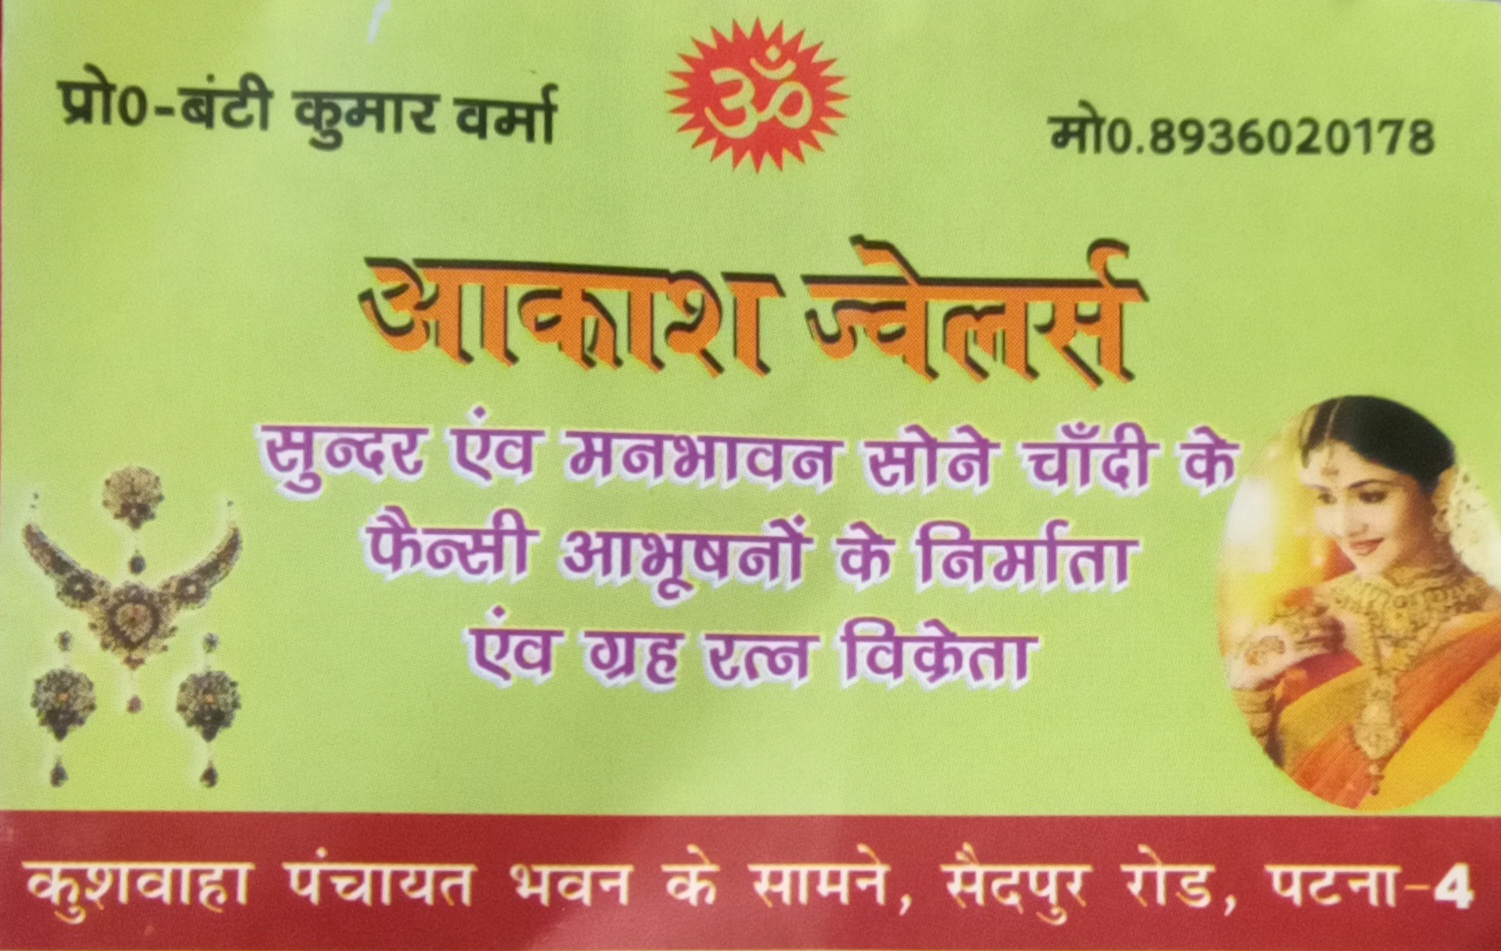 प्रो0-बंटी कुमार वर्मा
ॐ
मो0.8936020178
आकाश ज्वेलर्स
सुन्दर एंव मनभावन सोने चाँदी के
फैन्सी आभूषनों के निर्माता
एंव ग्रह रत्न विक्रेता
कुशवाहा पंचायत भवन के सामने, सैदपुर रोड, पटना-4